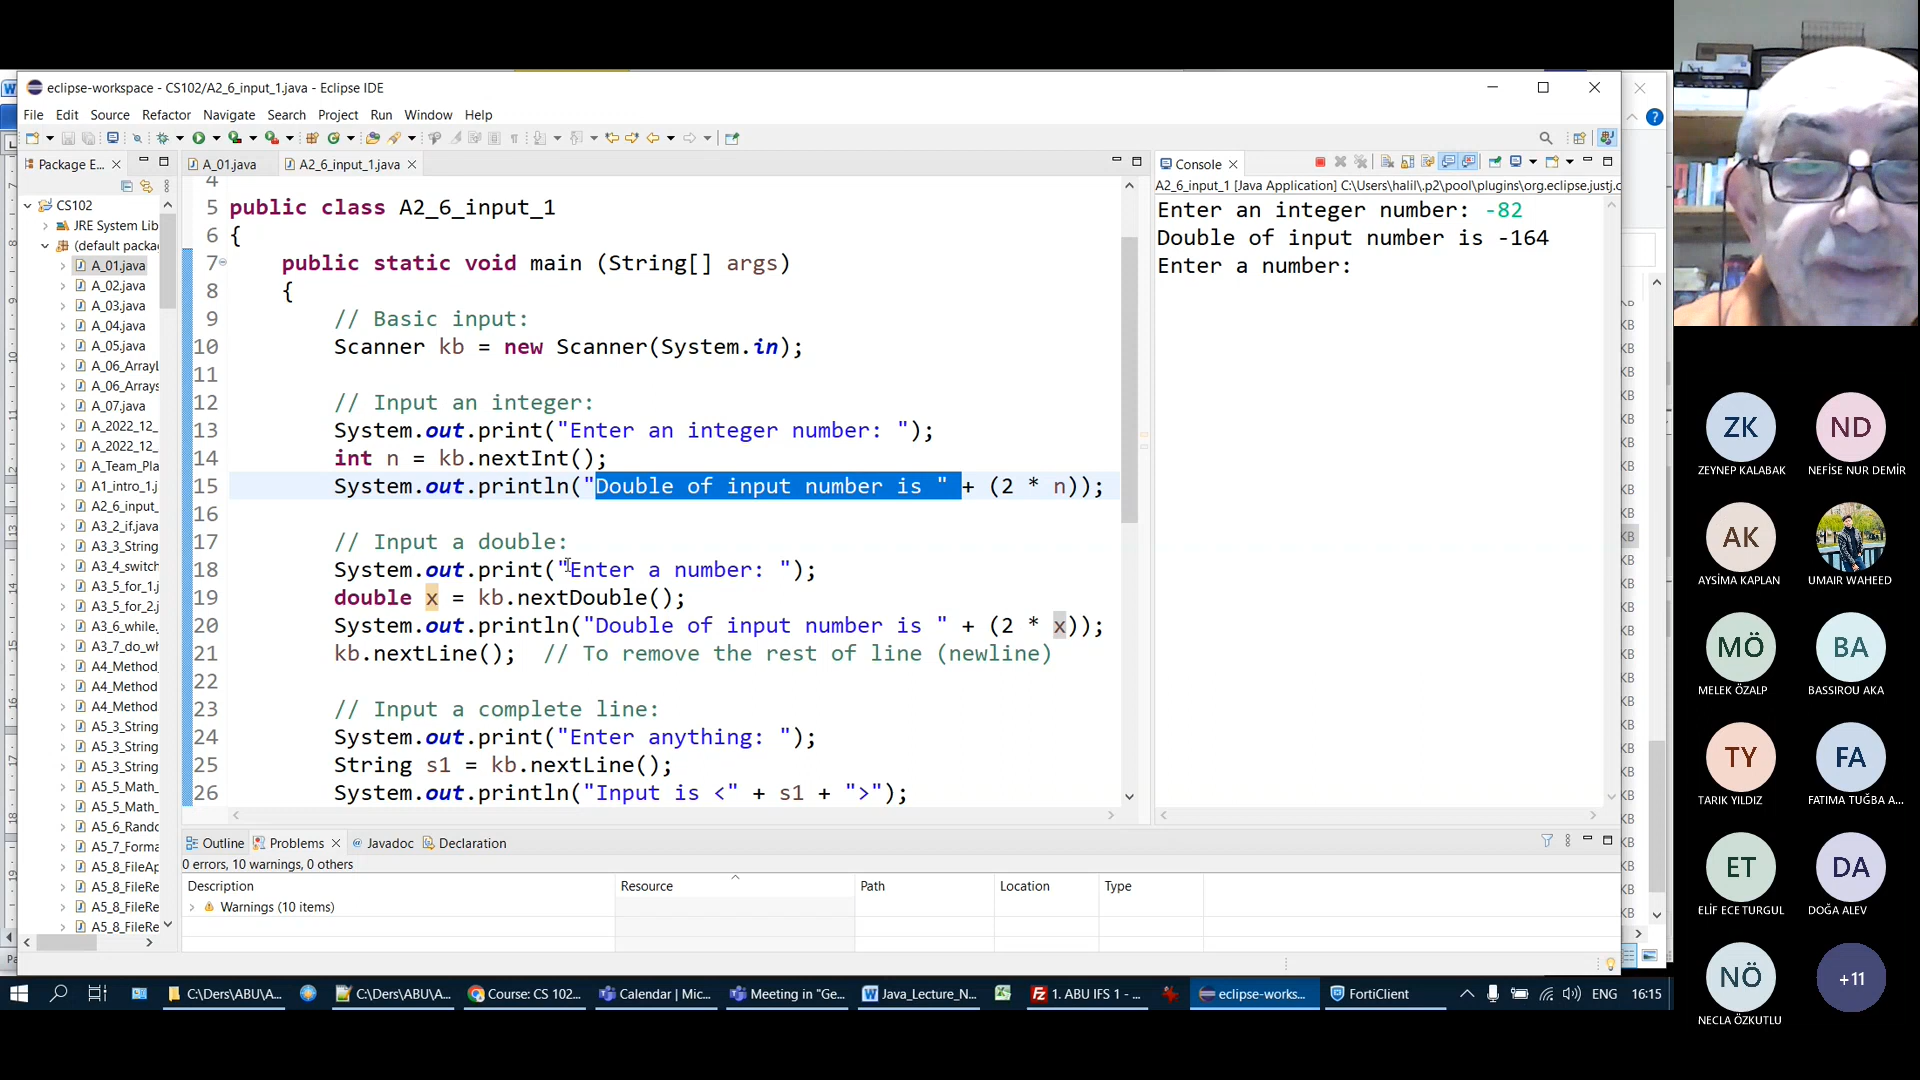 eclipse-workspace - CS102/A2_6_input_1.java - Eclipse IDE
File Edit Source Refactor Navigate Search Project Run Window Help
Package E...
A_01.java
A2_6_input_1.java
CS102
JRE System Lib
(default packa
A_01.java
A_02.java
A_03.java
A_04.java
A_05.java
A_06_ArrayL
A_06_Arrays
A_07.java
A_2022_12_
A_2022_12_
A_Team_Pla
A1_intro_1.j
A2_6_input_
A3_2_if.java
A3_3_String
A3_4_switch
A3_5_for_1.j
A3_5_for_2.j
A3_6_while.
A3_7_do_wh
A4_Method_
A4_Method
A4_Method
A5_3_String
A5_3_String
A5_3_String
A5_5_Math_
A5_5_Math_
A5_6_Rando
A5_7_Forma
A5_8_FileAp
A5_8_FileRe
A5_8_FileRe
A5_8_FileRe
4
5 public class A2_6_input_1
6 {
7 public static void main (String[] args)
8 {
9 // Basic input:
10 Scanner kb = new Scanner(System.in);
11
12 // Input an integer:
13 System.out.print("Enter an integer number: ");
14 int n = kb.nextInt();
15 System.out.println("Double of input number is " + (2 * n));
16
17 // Input a double:
18 System.out.print("Enter a number: ");
19 double x = kb.nextDouble();
20 System.out.println("Double of input number is " + (2 * x));
21 kb.nextLine(); // To remove the rest of line (newline)
22
23 // Input a complete line:
24 System.out.print("Enter anything: ");
25 String s1 = kb.nextLine();
26 System.out.println("Input is <" + s1 + ">");
Console
A2_6_input_1 [Java Application] C:\Users\halil\.p2\pool\plugins\org.eclipse.justj.o
Enter an integer number: -82
Double of input number is -164
Enter a number:
Outline Problems Javadoc Declaration
0 errors, 10 warnings, 0 others
Description Resource Path Location Type
Warnings (10 items)
C:\Ders\ABU\A... C:\Ders\ABU\A... Course: CS 102... Calendar | Mic... Meeting in "Ge... Java_Lecture_N... 1. ABU IFS 1 - ... eclipse-works... FortiClient ENG 16:15
ZK ND
ZEYNEP KALABAK NEFİSE NUR DEMİR
AK
AYSİMA KAPLAN UMAIR WAHEED
MÖ BA
MELEK ÖZALP BASSIROU AKA
TY FA
TARIK YILDIZ FATIMA TUĞBA A...
ET DA
ELİF ECE TURGUL DOĞA ALEV
NÖ +11
NECLA ÖZKUTLU